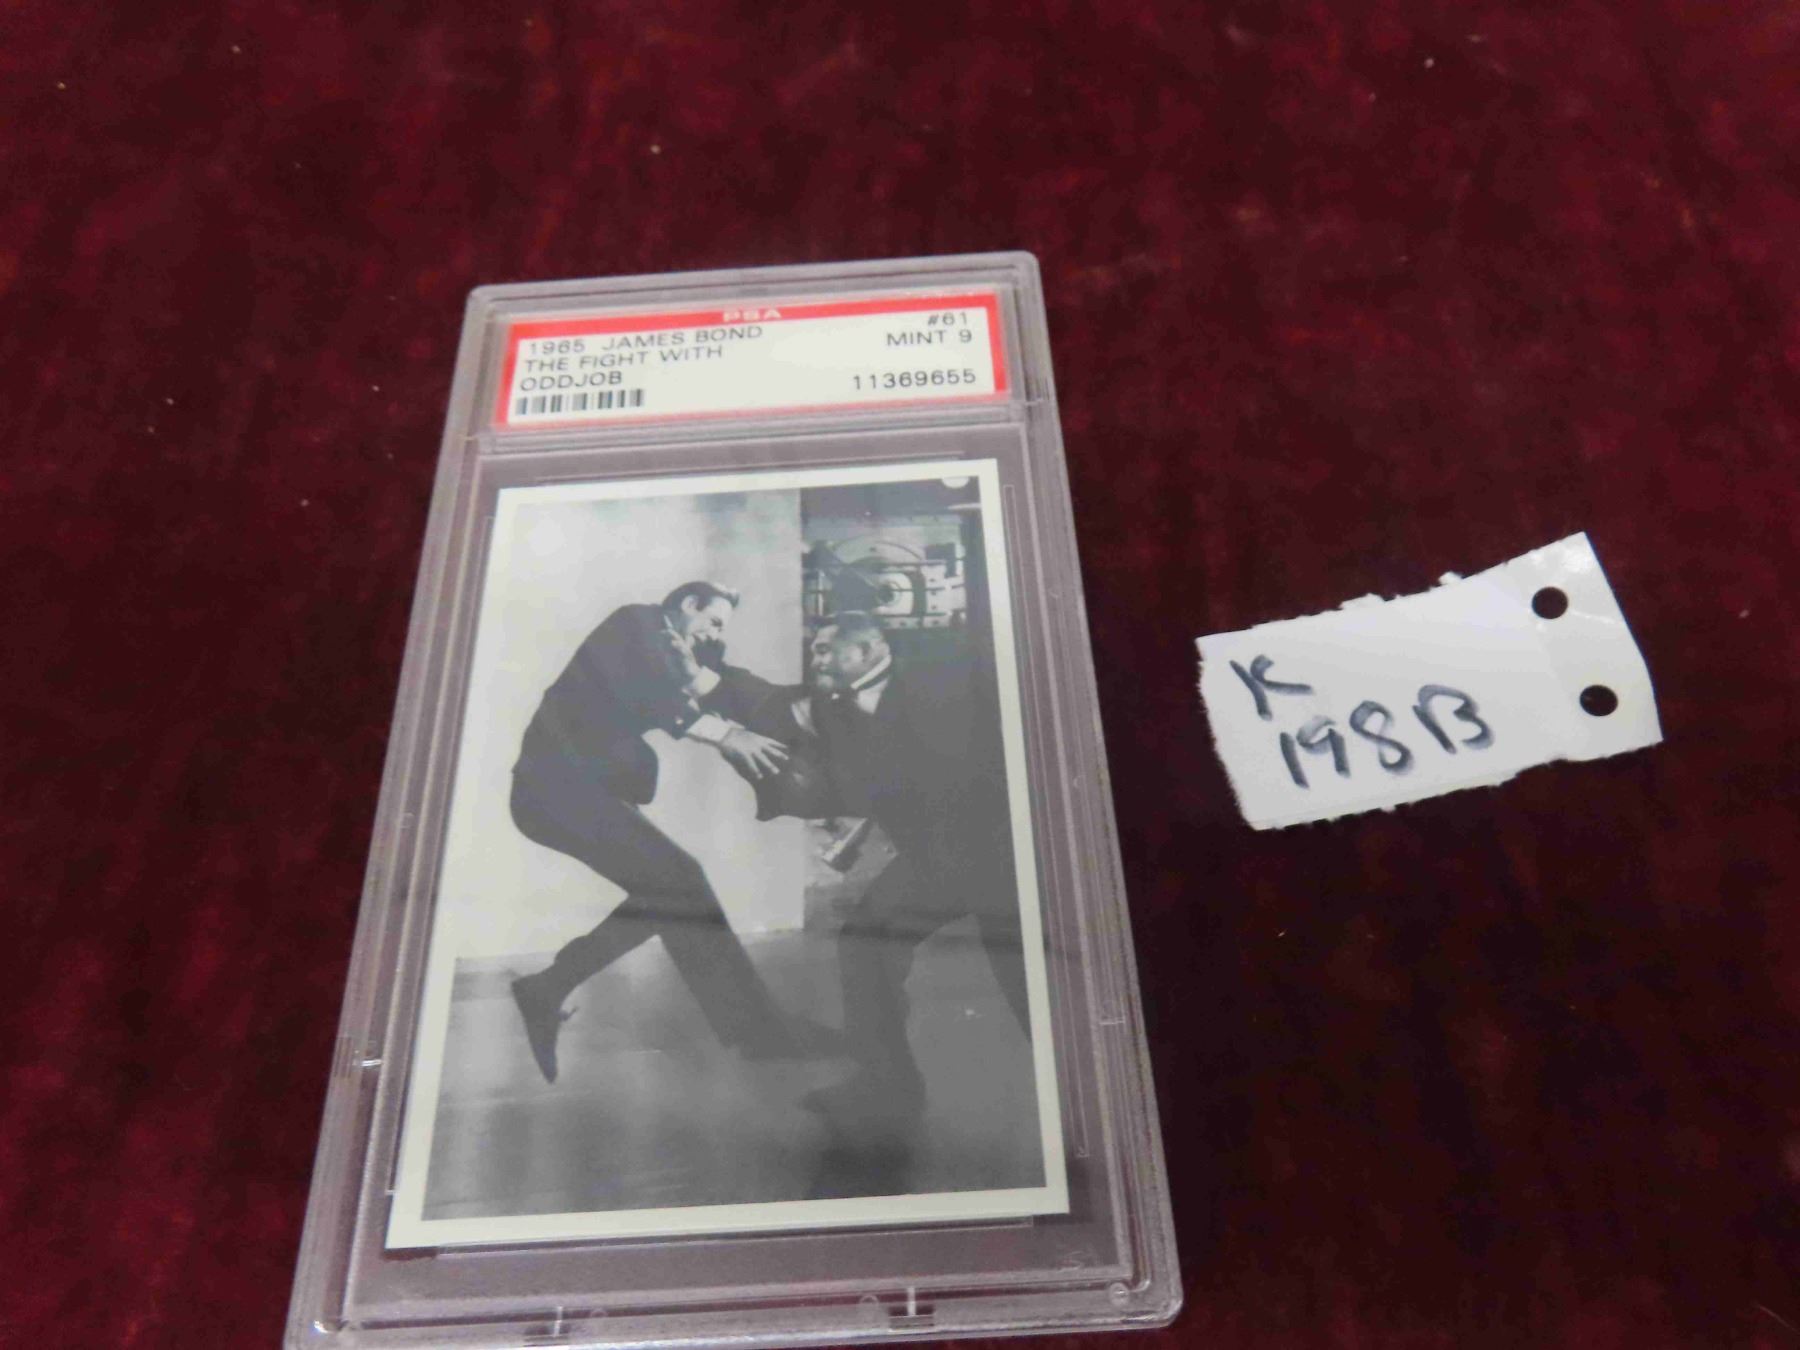 PSA
1965 JAMES BOND #61
THE FIGHT WITH MINT 9
ODDJOB 11369655
K
198B